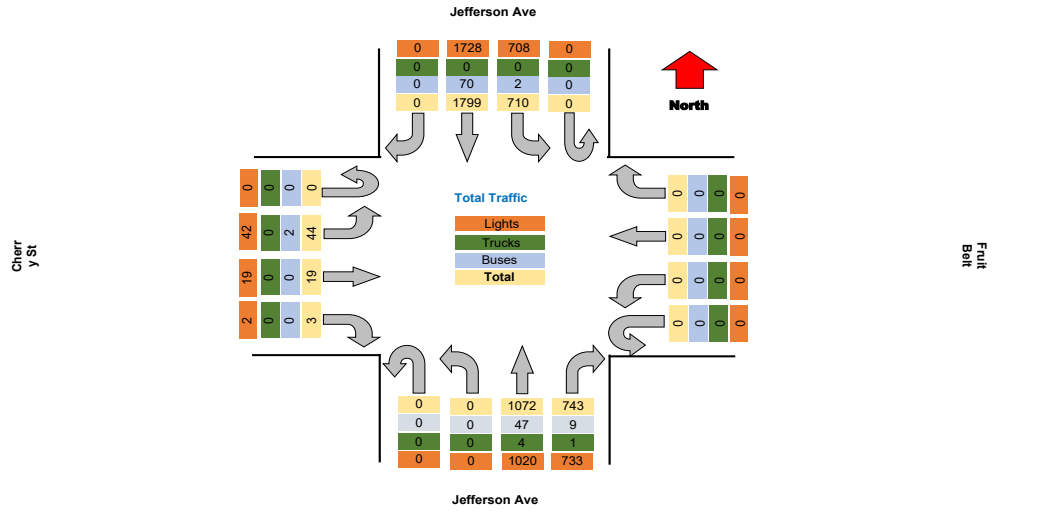 Jefferson Ave
0 1728 708 0
0 0 0 0
0 70 2 0
0 1799 710 0
North
0 0 0 0
42 0 2 44
19 0 0 19
2 0 0 3
Cherr
y St
Total Traffic
Lights
Trucks
Buses
Total
0 0 0 0
0 0 0 0
0 0 0 0
0 0 0 0
Fruit
Belt
0 0 1072 743
0 0 47 9
0 0 4 1
0 0 1020 733
Jefferson Ave